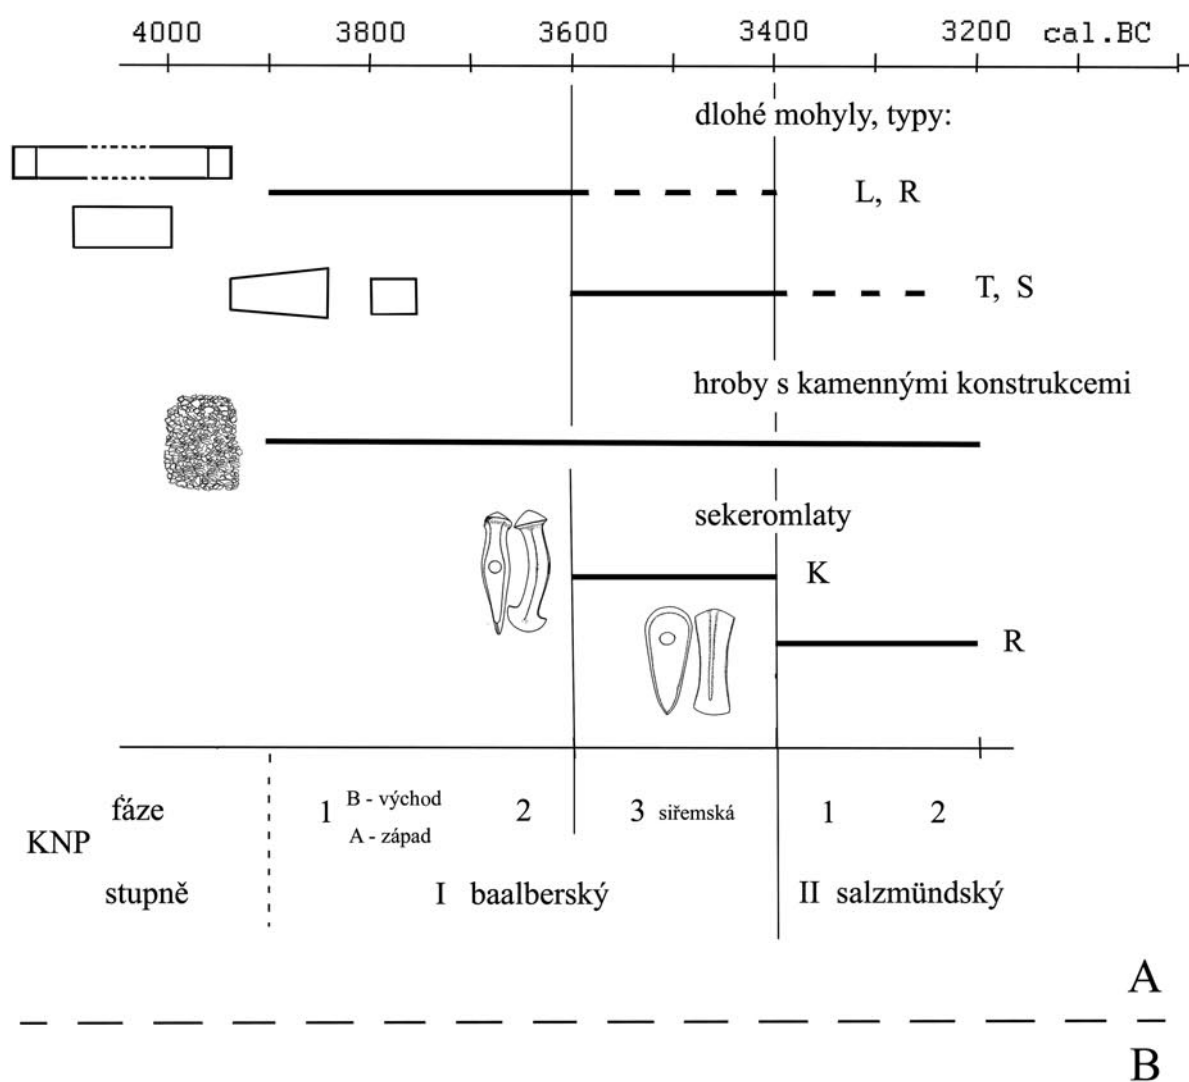 4000 3800 3600 3400 3200 cal.BC
dlohé mohyly, typy:
L, R
T, S
hroby s kamennými konstrukcemi
sekeromlaty
K
R
fáze 1 B - východ 2 3 siřemská 1 2
A - západ
KNP
stupně I baalberský II salzmündský
A
B